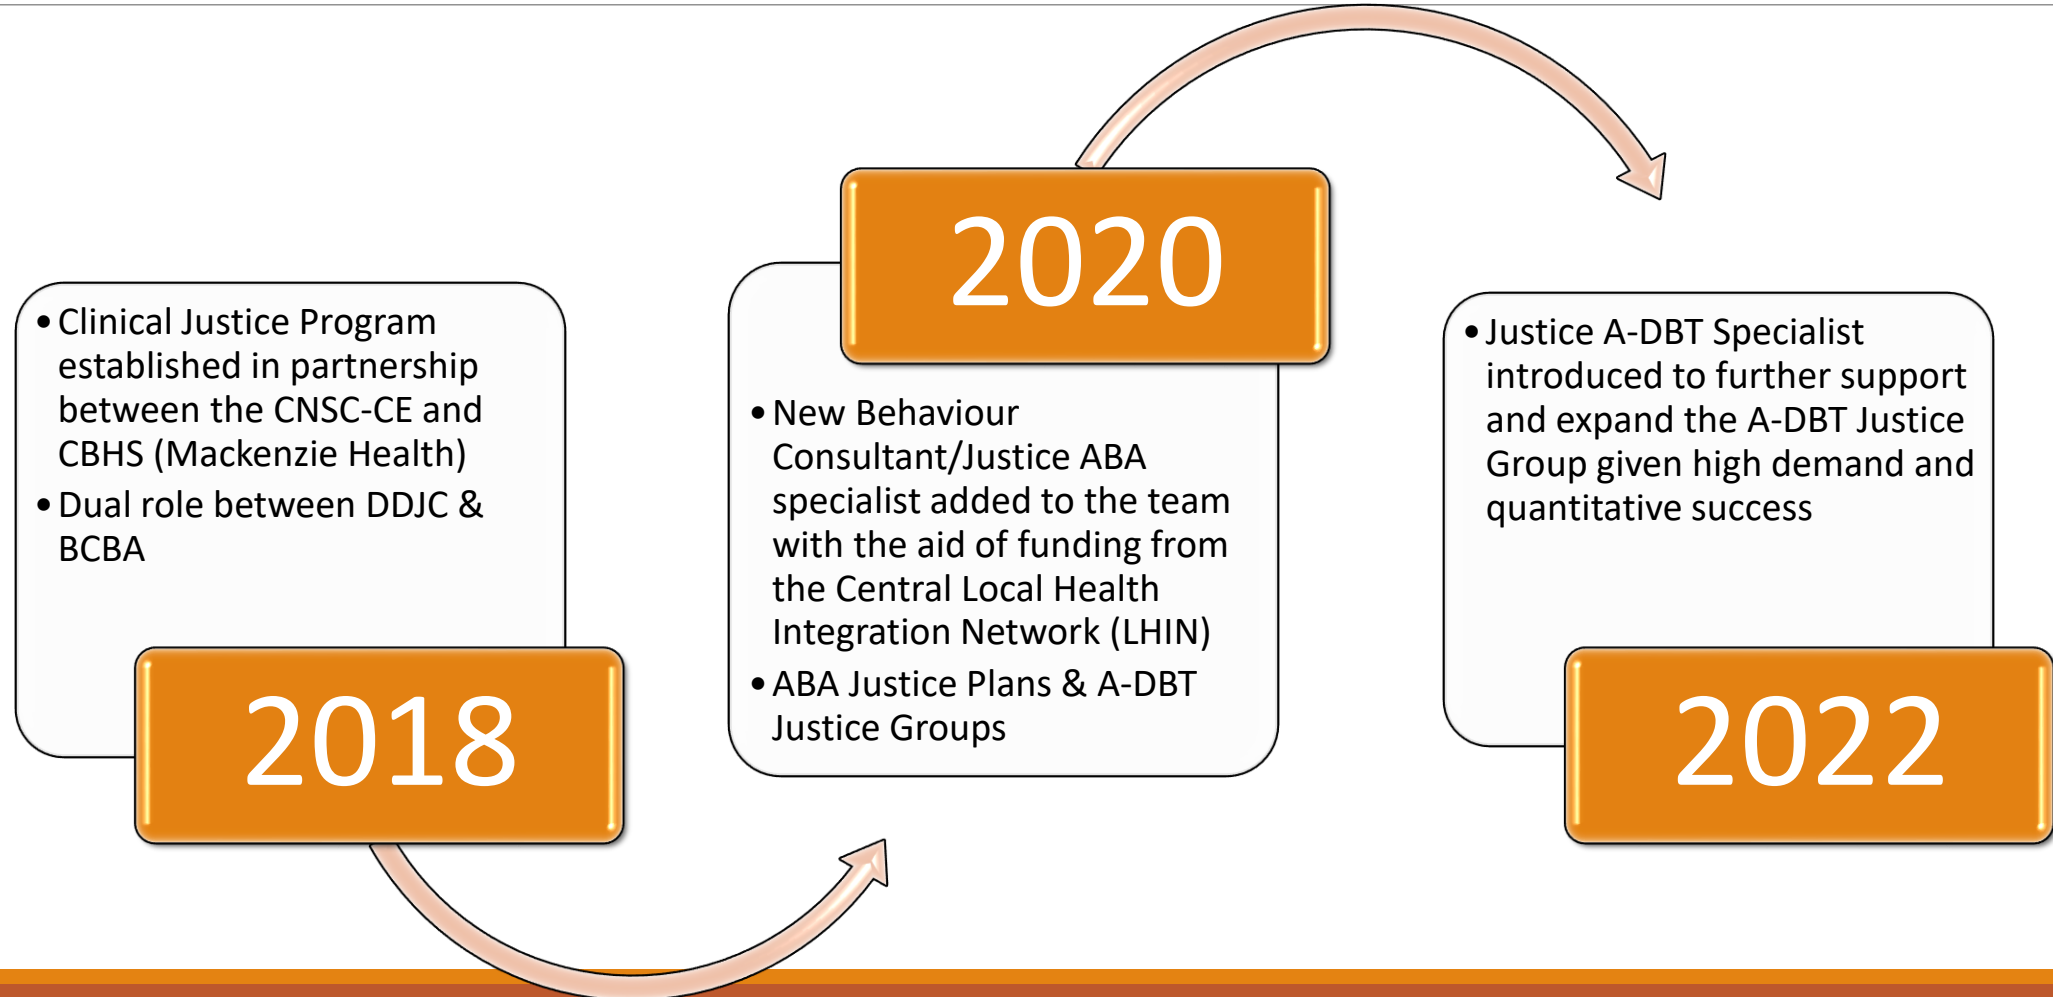 • Clinical Justice Program
established in partnership
between the CNSC-CE and
CBHS (Mackenzie Health)
• Dual role between DDJC &
BCBA
2018
2020
• New Behaviour
Consultant/Justice ABA
specialist added to the team
with the aid of funding from
the Central Local Health
Integration Network (LHIN)
• ABA Justice Plans & A-DBT
Justice Groups
• Justice A-DBT Specialist
introduced to further support
and expand the A-DBT Justice
Group given high demand and
quantitative success
2022